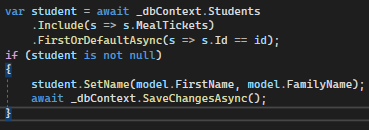 var student = await _dbContext.Students
.Include(s => s.MealTickets)
.FirstOrDefaultAsync(s => s.Id == id);
if (student is not null)
{
student.SetName(model.FirstName, model.FamilyName);
await _dbContext.SaveChangesAsync();
}